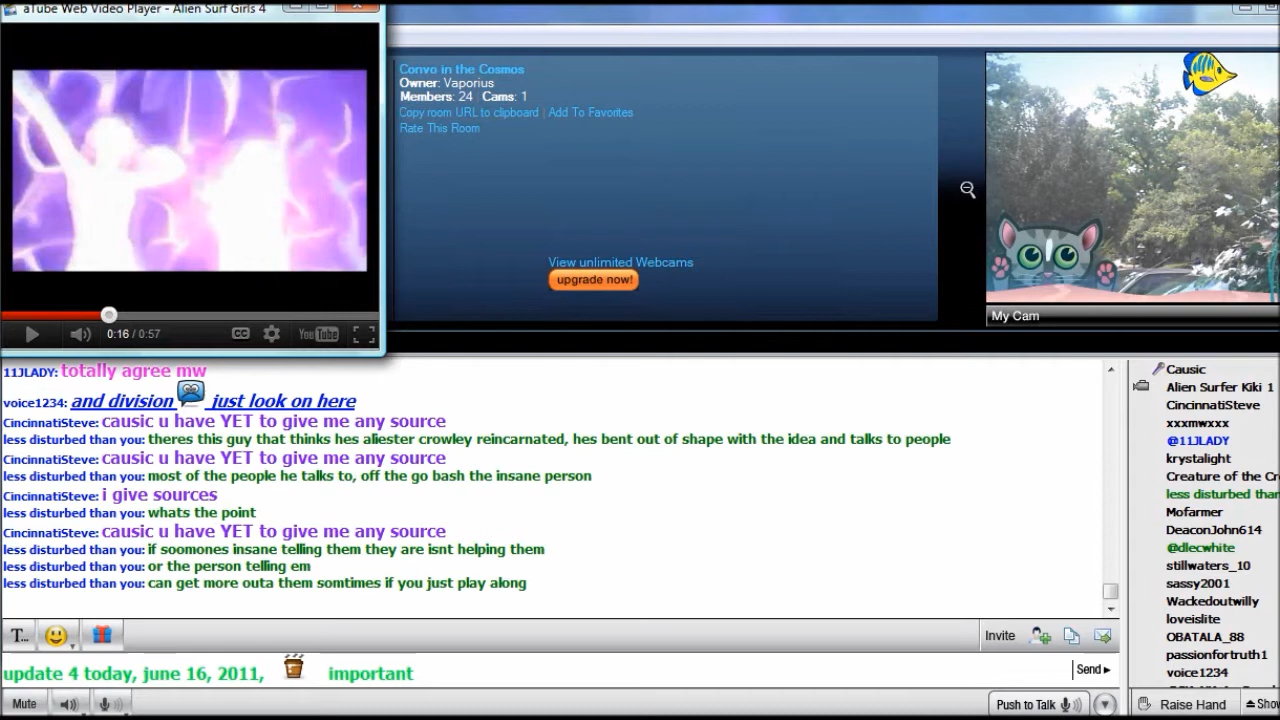 aTube Web Video Player - Alien Surf Girls 4
0:16 / 0:57
CC
YouTube
Convo in the Cosmos
Owner: Vaporius
Members: 24 Cams: 1
Copy room URL to clipboard | Add To Favorites
Rate This Room
View unlimited Webcams
upgrade now!
My Cam
11JLADY: totally agree mw
voice1234: and division just look on here
CincinnatiSteve: causic u have YET to give me any source
less disturbed than you: theres this guy that thinks hes aliester crowley reincarnated, hes bent out of shape with the idea and talks to people
CincinnatiSteve: causic u have YET to give me any source
less disturbed than you: most of the people he talks to, off the go bash the insane person
CincinnatiSteve: i give sources
less disturbed than you: whats the point
CincinnatiSteve: causic u have YET to give me any source
less disturbed than you: if soomones insane telling them they are isnt helping them
less disturbed than you: or the person telling em
less disturbed than you: can get more outa them somtimes if you just play along
T...
Invite
update 4 today, june 16, 2011, important
Send
Mute
Push to Talk
Causic
Alien Surfer Kiki 1
CincinnatiSteve
xxxmwxxx
@11JLADY
krystalight
Creature of the Cr
less disturbed than
Mofarmer
DeaconJohn614
@dlecwhite
stillwaters_10
sassy2001
Wackedoutwilly
loveislite
OBATALA_88
passionfortruth1
voice1234
Raise Hand
Sho